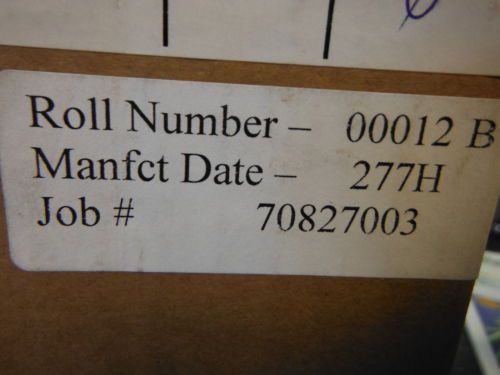 Roll Number – 00012 B
Manfct Date – 277H
Job # 70827003